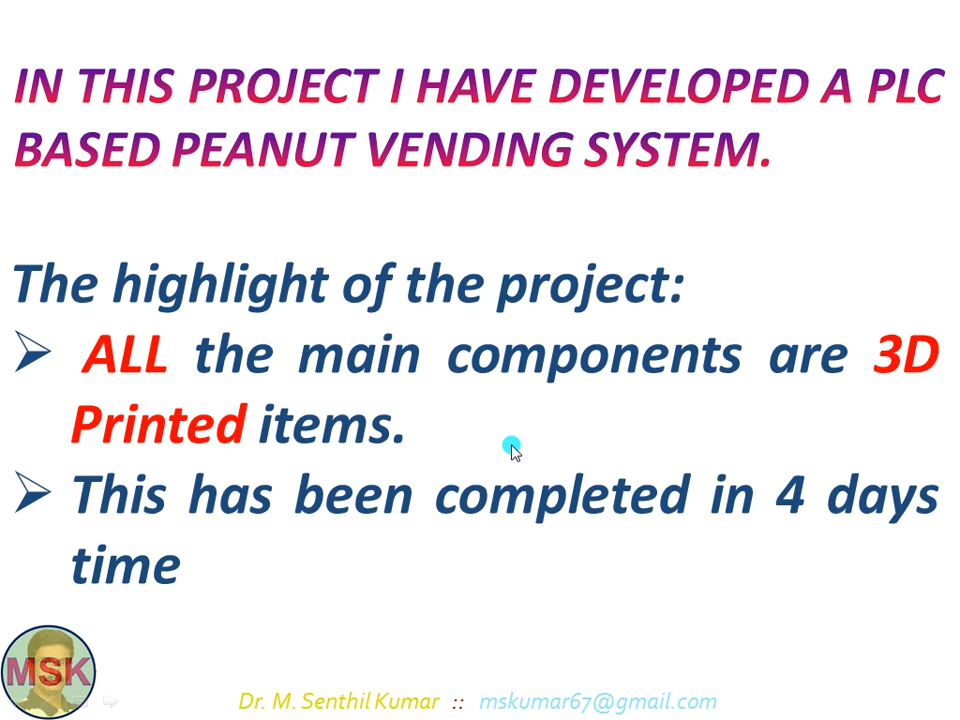 IN THIS PROJECT I HAVE DEVELOPED A PLC
BASED PEANUT VENDING SYSTEM.
The highlight of the project:
➢ ALL the main components are 3D
Printed items.
➢ This has been completed in 4 days
time
MSK
Dr. M. Senthil Kumar :: mskumar67@gmail.com